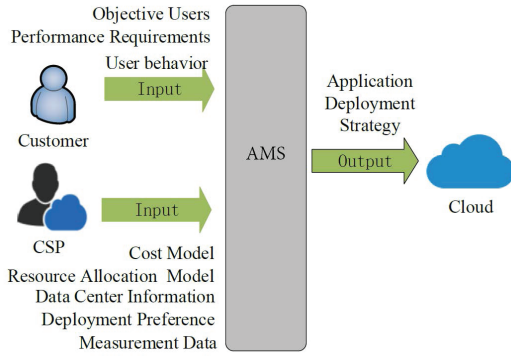 Objective Users
Performance Requirements
User behavior
Input
Customer
AMS
Application
Deployment
Strategy
Output
Cloud
Input
CSP
Cost Model
Resource Allocation Model
Data Center Information
Deployment Preference
Measurement Data